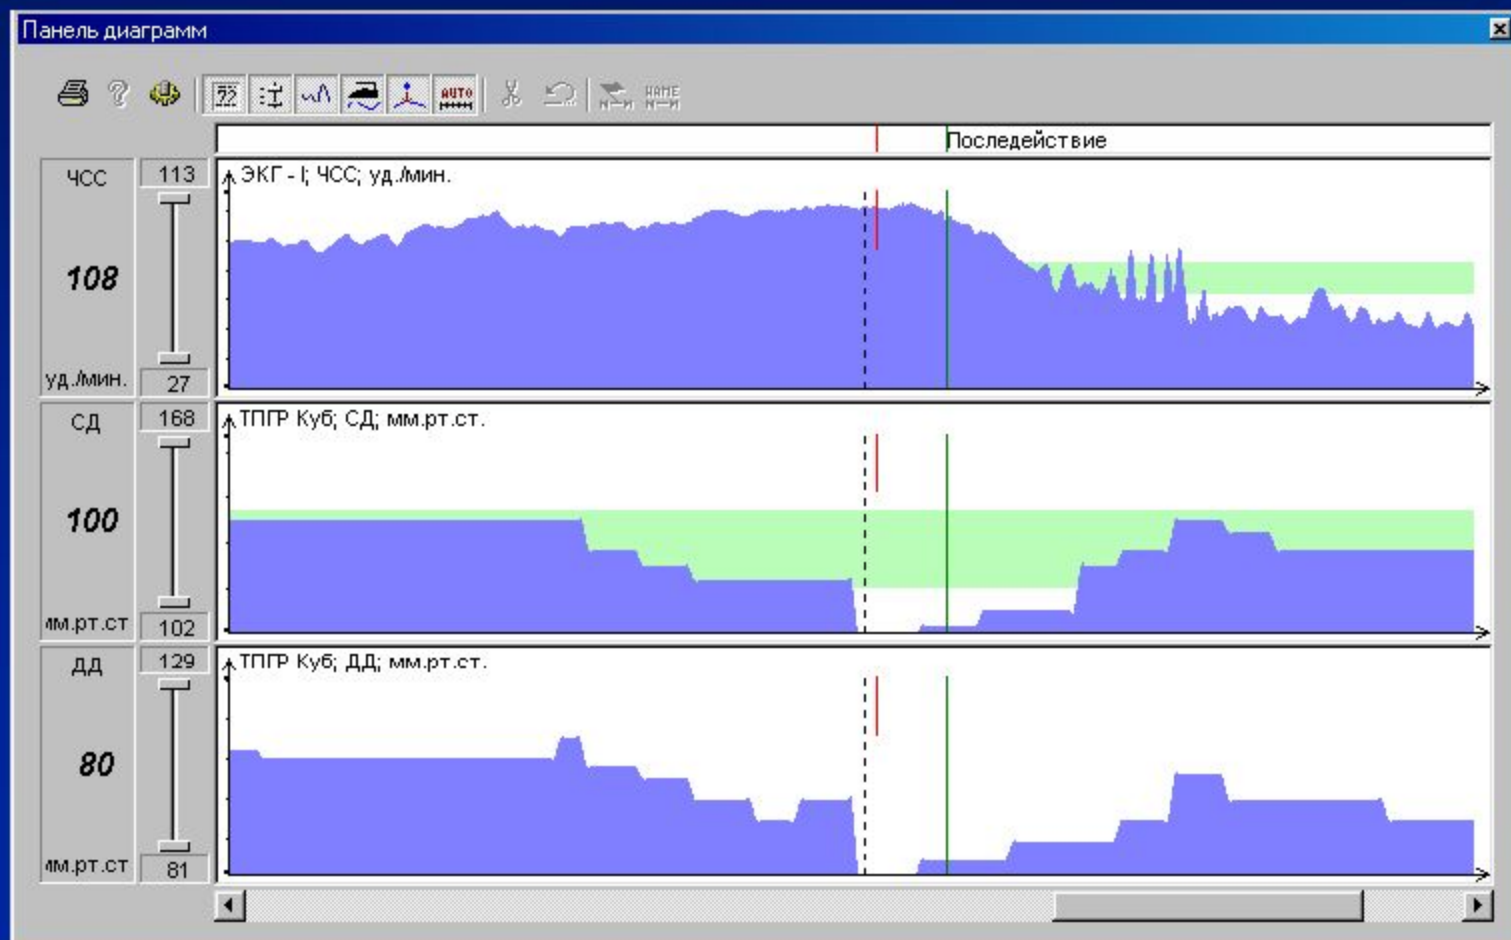 Панель диаграмм
AUTO
NAME
N—M
N—M
Последействие
ЧСС
113
ЭКГ - I; ЧСС; уд./мин.
108
уд./мин.
27
СД
168
ТПГР Куб; СД; мм.рт.ст.
100
мм.рт.ст
102
ДД
129
ТПГР Куб; ДД; мм.рт.ст.
80
мм.рт.ст
81